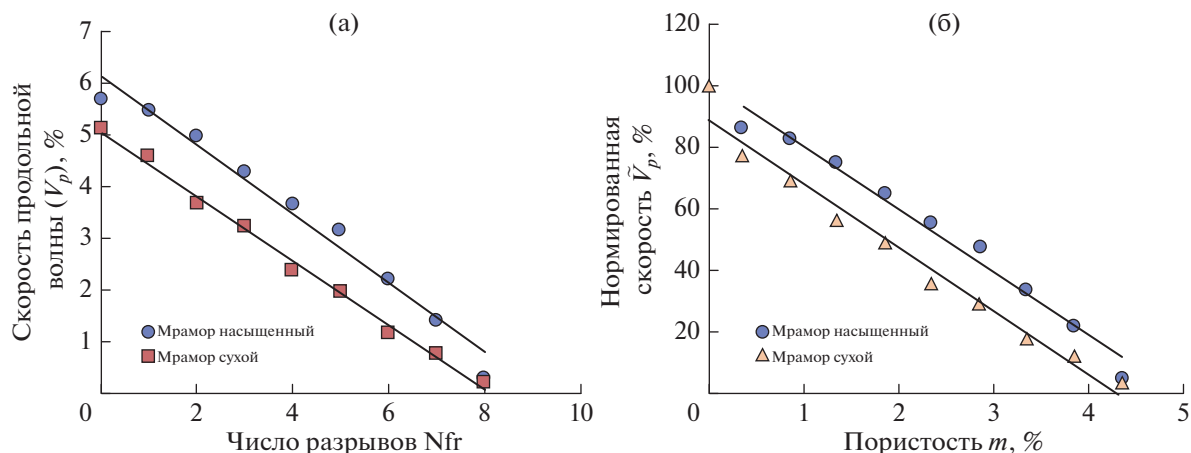 (а)
Скорость продольной
волны (Vp), %
7
6
5
4
3
2
1
0
2
4
6
8
10
Мрамор насыщенный
Мрамор сухой
Число разрывов Nfr
(б)
Нормированная
скорость Ṽp, %
120
100
80
60
40
20
0
1
2
3
4
5
Мрамор насыщенный
Мрамор сухой
Пористость m, %